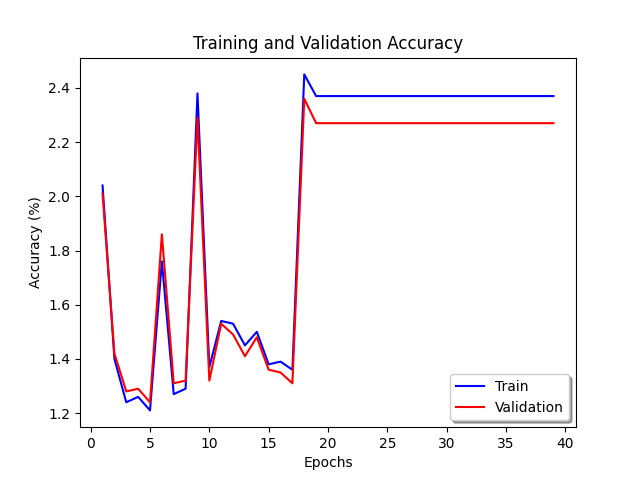 Training and Validation Accuracy
2.4
2.2
2.0
1.8
1.6
1.4
1.2
Accuracy (%)
0 5 10 15 20 25 30 35 40
Epochs
Train
Validation